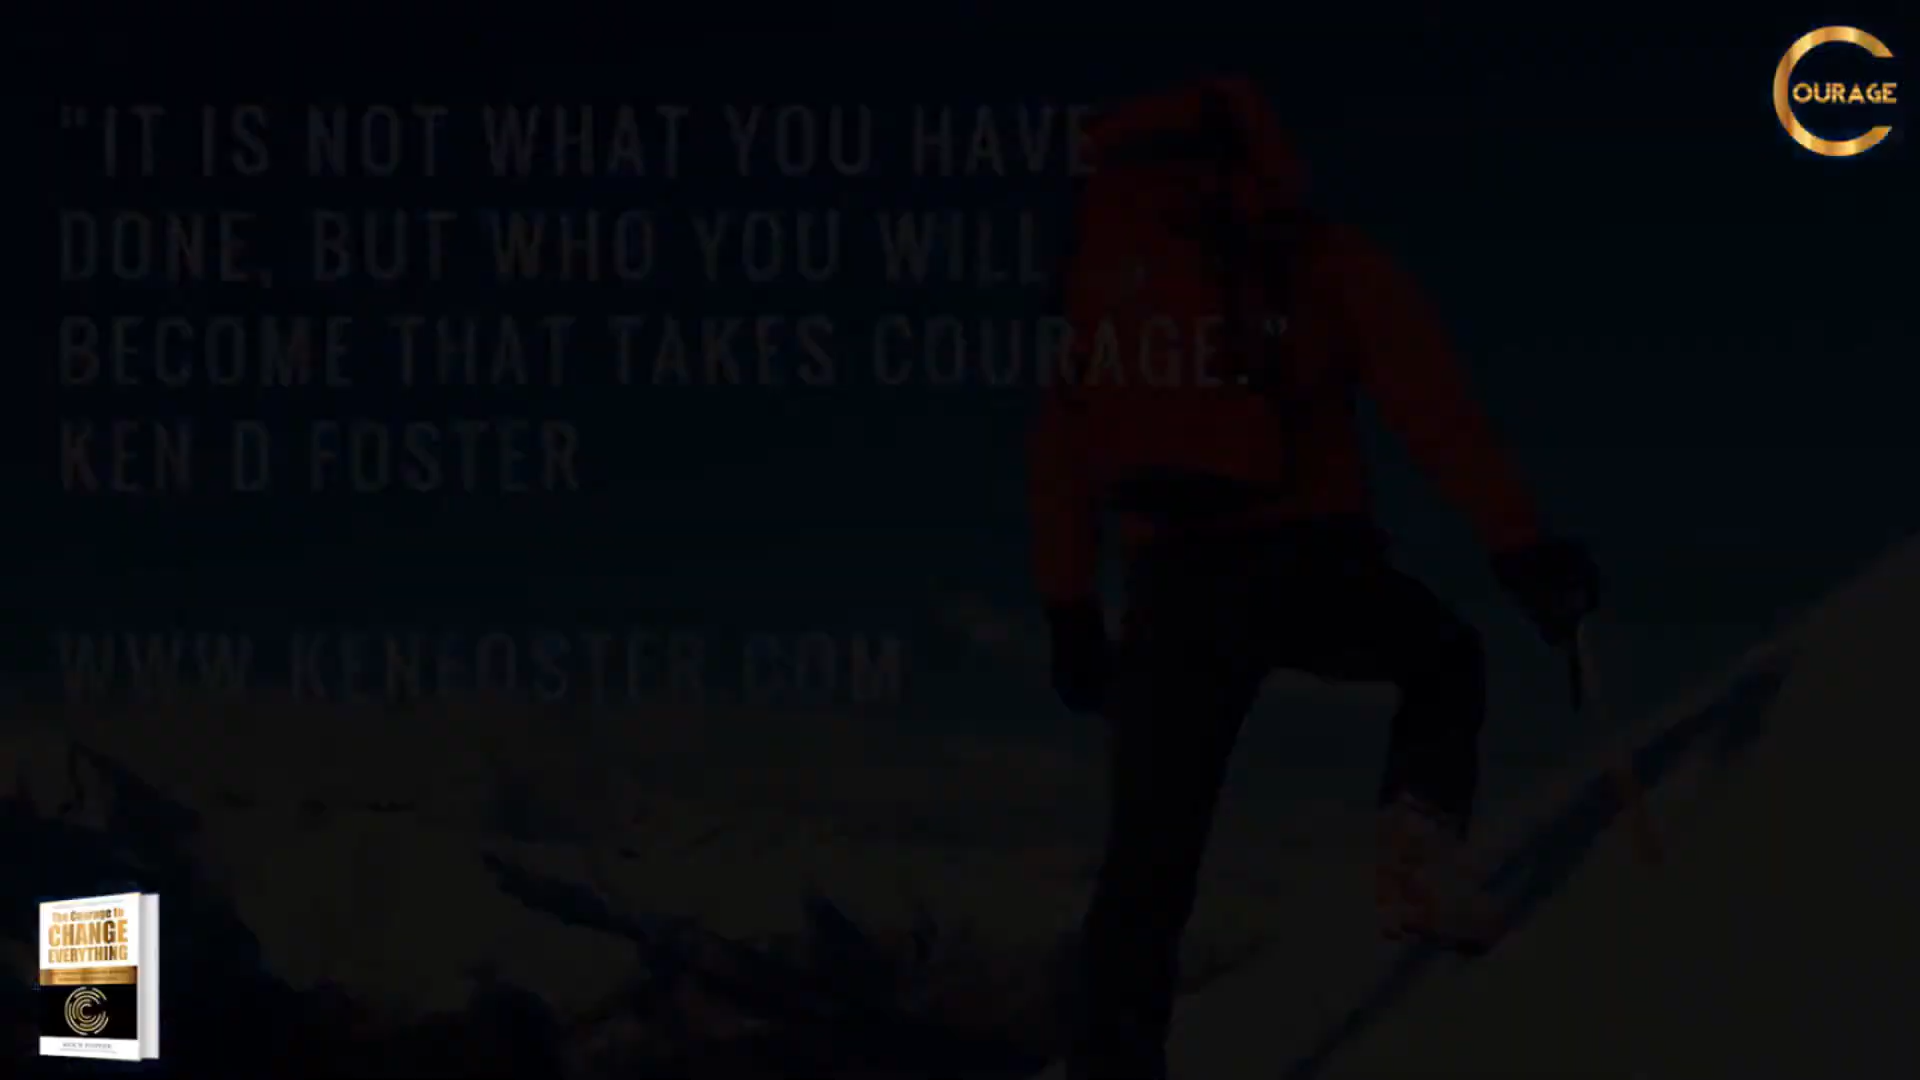 COURAGE
"IT IS NOT WHAT YOU HAVE
DONE, BUT WHO YOU WILL
BECOME THAT TAKES COURAGE."
KEN D FOSTER
WWW.KENFOSTER.COM
The Courage to
CHANGE
EVERYTHING